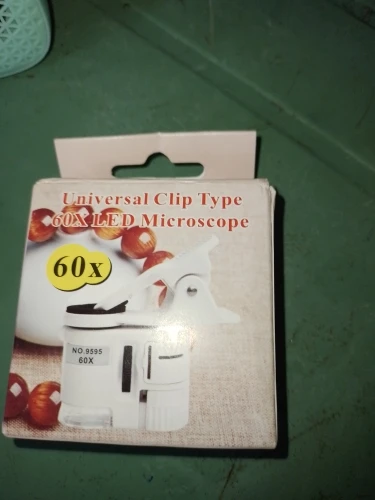 Universal Clip Type
60X LED Microscope
60x
NO.9595
60X